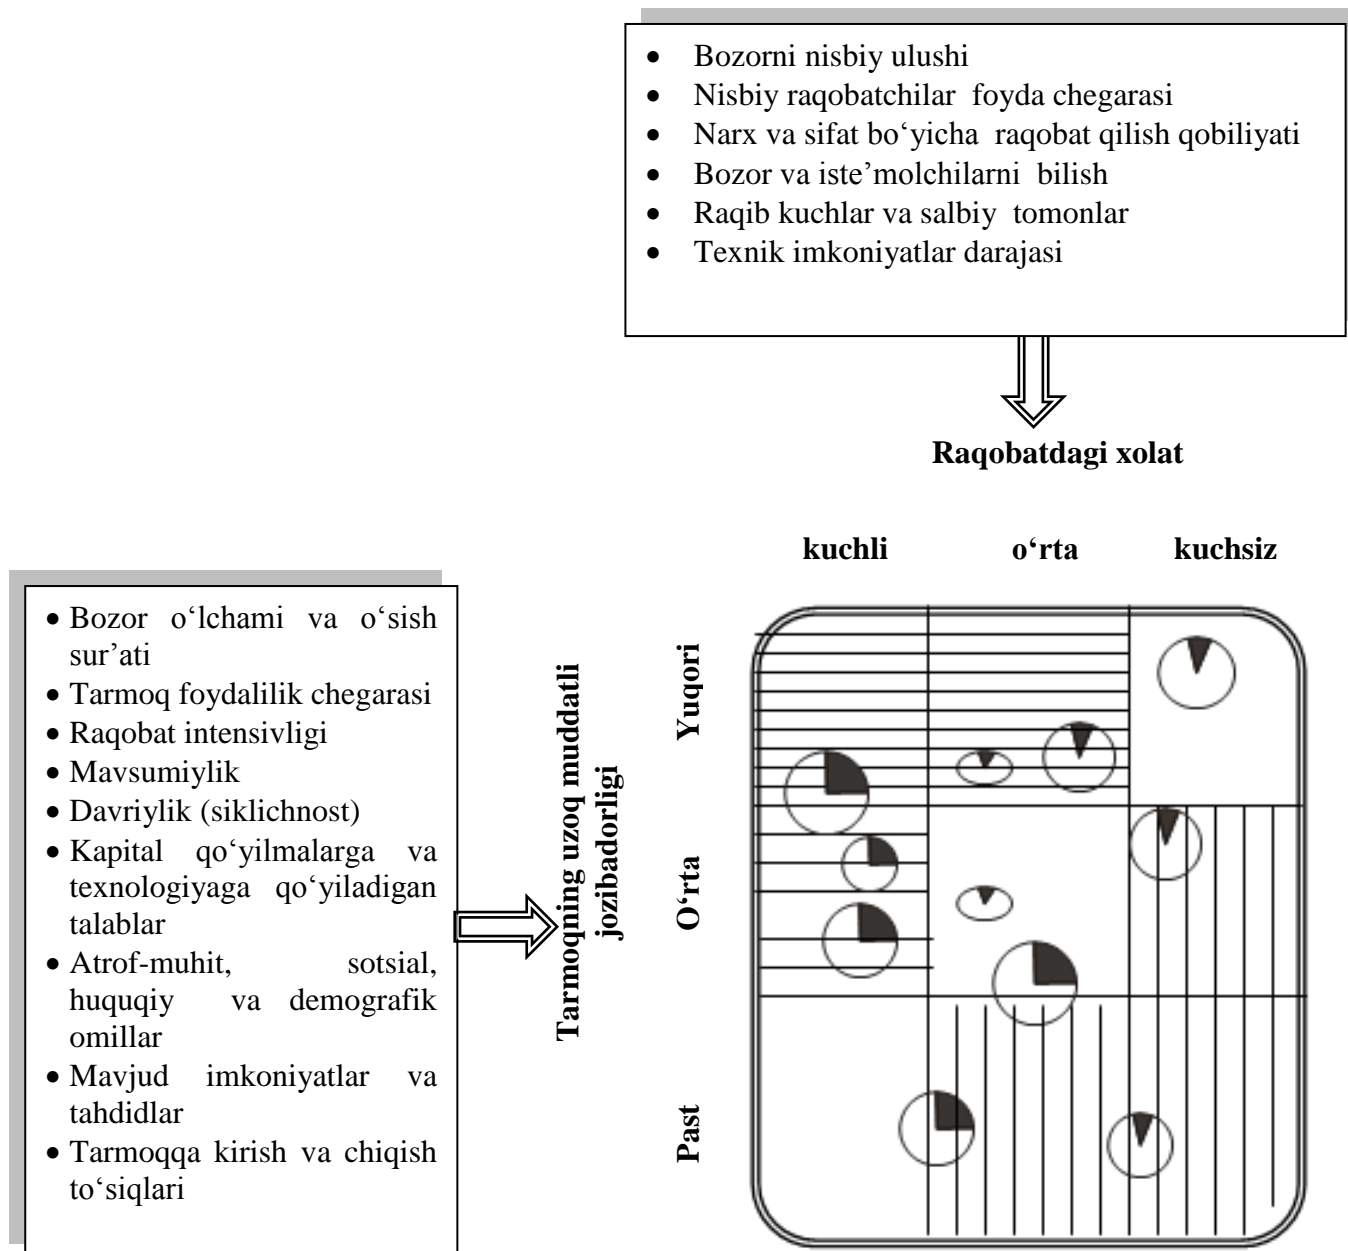 • Bozorni nisbiy ulushi
• Nisbiy raqobatchilar foyda chegarasi
• Narx va sifat bo‘yicha raqobat qilish qobiliyati
• Bozor va iste’molchilarni bilish
• Raqib kuchlar va salbiy tomonlar
• Texnik imkoniyatlar darajasi
Raqobatdagi xolat
kuchli o‘rta kuchsiz
• Bozor o‘lchami va o‘sish
sur’ati
• Tarmoq foydalilik chegarasi
• Raqobat intensivligi
• Mavsumiylik
• Davriylik (siklichnost)
• Kapital qo‘yilmalarga va
texnologiyaga qo‘yiladigan
talablar
• Atrof-muhit, sotsial,
huquqiy va demografik
omillar
• Mavjud imkoniyatlar va
tahdidlar
• Tarmoqqa kirish va chiqish
to‘siqlari
Tarmoqning uzoq muddatli
jozibadorligi
Yuqori
O‘rta
Past